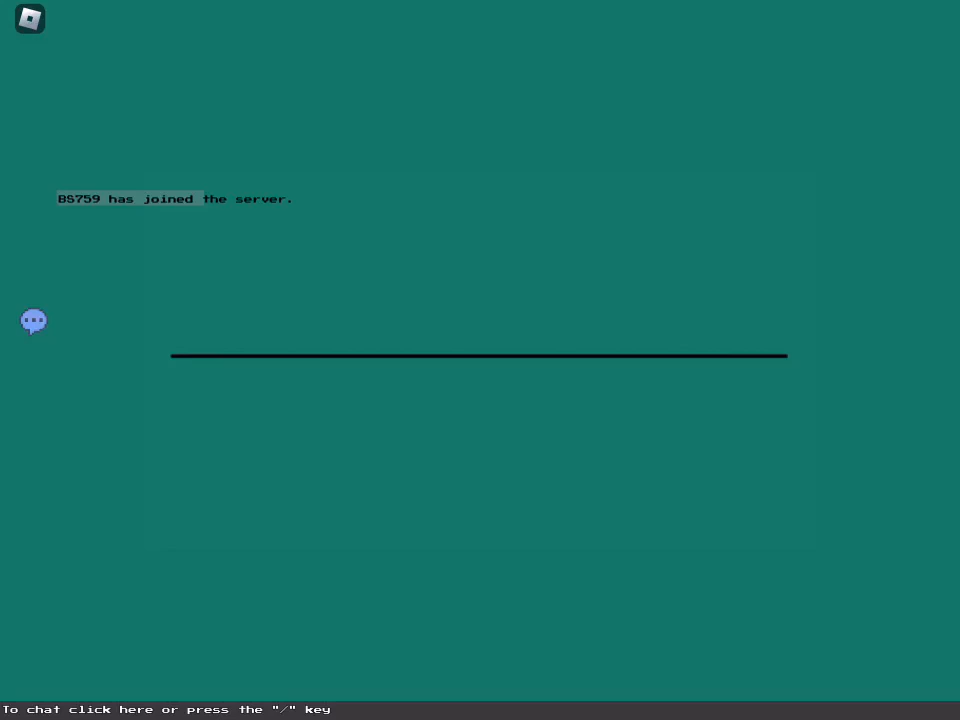 BS759 has joined the server.
To chat click here or press the "/" key